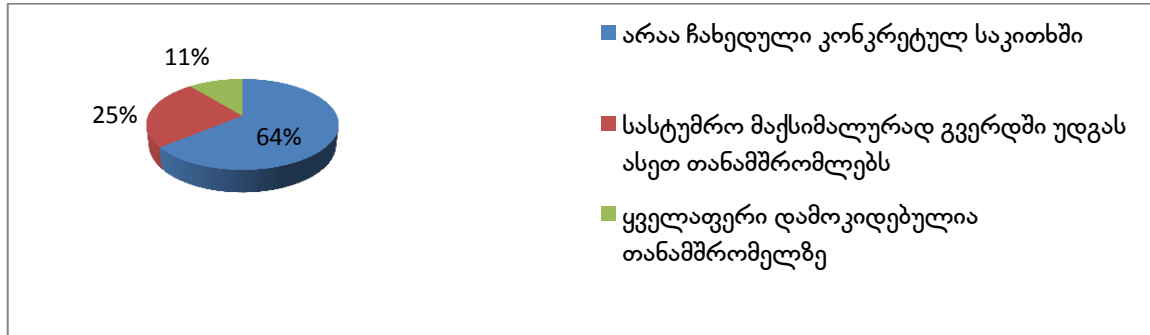 11%
25%
64%
არაა ჩახედული კონკრეტულ საკითხში
სასტუმრო მაქსიმალურად გვერდში უდგას
ასეთ თანამშრომლებს
ყველაფერი დამოკიდებულია
თანამშრომელზე